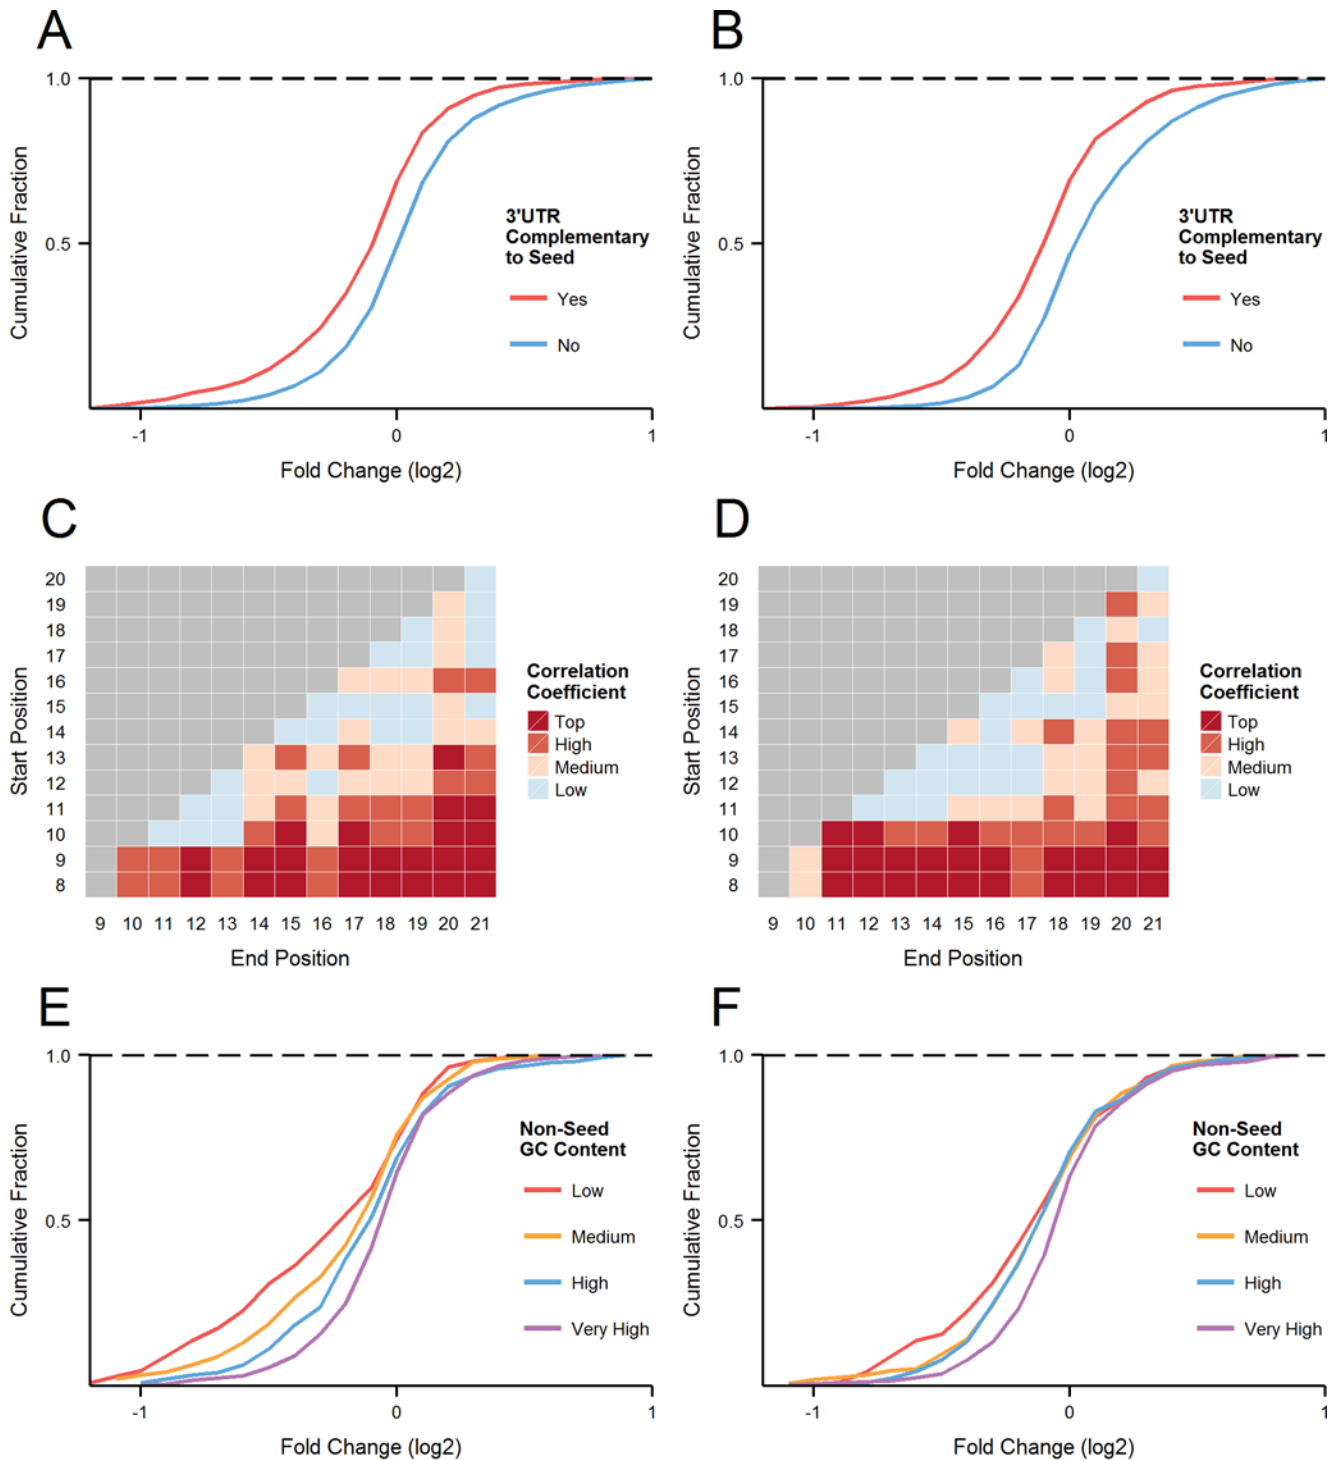 A
1.0
0.5
Cumulative Fraction
3'UTR
Complementary
to Seed
Yes
No
-1
0
1
Fold Change (log2)
B
1.0
0.5
Cumulative Fraction
3'UTR
Complementary
to Seed
Yes
No
-1
0
1
Fold Change (log2)
C
20
19
18
17
16
15
14
13
12
11
10
9
8
Start Position
9 10 11 12 13 14 15 16 17 18 19 20 21
End Position
Correlation
Coefficient
Top
High
Medium
Low
D
20
19
18
17
16
15
14
13
12
11
10
9
8
Start Position
9 10 11 12 13 14 15 16 17 18 19 20 21
End Position
Correlation
Coefficient
Top
High
Medium
Low
E
1.0
0.5
Cumulative Fraction
Non-Seed
GC Content
Low
Medium
High
Very High
-1
0
1
Fold Change (log2)
F
1.0
0.5
Cumulative Fraction
Non-Seed
GC Content
Low
Medium
High
Very High
-1
0
1
Fold Change (log2)